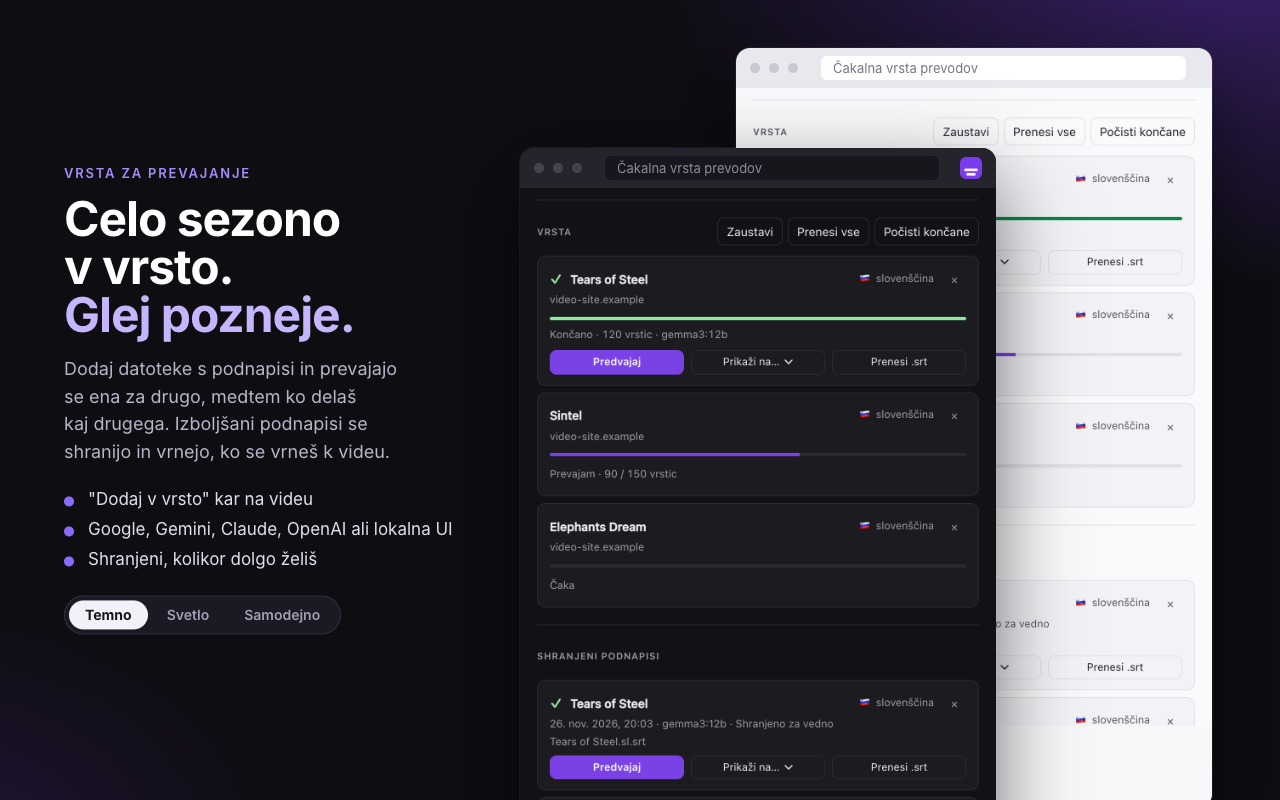 VRSTA ZA PREVAJANJE
Celo sezono
v vrsto.
Glej pozneje.
Dodaj datoteke s podnapisi in prevajajo
se ena za drugo, medtem ko delaš
kaj drugega. Izboljšani podnapisi se
shranijo in vrnejo, ko se vrneš k videu.
"Dodaj v vrsto" kar na videu
Google, Gemini, Claude, OpenAI ali lokalna UI
Shranjeni, kolikor dolgo želiš
Temno Svetlo Samodejno
Čakalna vrsta prevodov
VRSTA Zaustavi Prenesi vse Počisti končane
Tears of Steel slovenščina ×
video-site.example
Končano · 120 vrstic · gemma3:12b
Predvajaj Prikaži na... Prenesi .srt
Sintel slovenščina ×
video-site.example
Prevajam · 90 / 150 vrstic
Elephants Dream slovenščina ×
video-site.example
Čaka
SHRANJENI PODNAPISI
Tears of Steel slovenščina ×
26. nov. 2026, 20:03 · gemma3:12b · Shranjeno za vedno
Tears of Steel.sl.srt
Predvajaj Prikaži na... Prenesi .srt
Čakalna vrsta prevodov
VRSTA Zaustavi Prenesi vse Počisti končane
slovenščina ×
Prenesi .srt
slovenščina ×
slovenščina ×
slovenščina ×
za vedno
Prenesi .srt
slovenščina ×